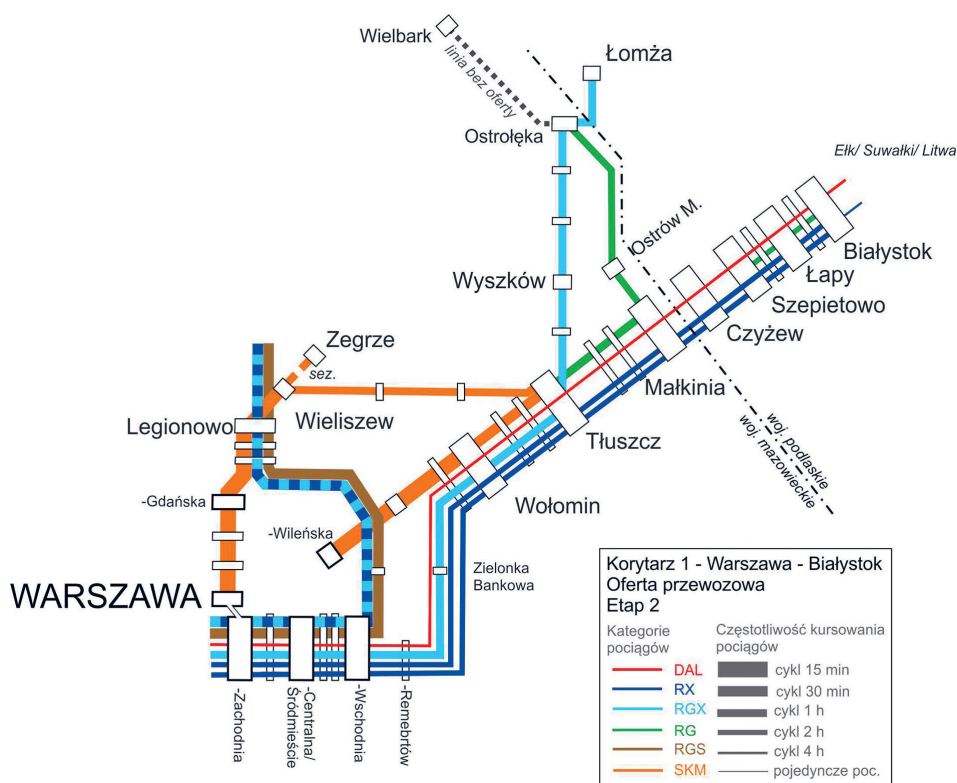 Wielbark
Łomża
linia bez oferty
Ostrołęka
Ełk/ Suwałki/ Litwa
Ostrów M.
Białystok
Wyszków
Łapy
Szepietowo
Czyżew
Zegrze
sez.
Małkinia
Wieliszew
Legionowo
Tłuszcz
woj. podlaskie
woj. mazowieckie
-Gdańska
Wołomin
-Wileńska
Zielonka
Bankowa
WARSZAWA
-Zachodnia
-Centralna/
Śródmieście
-Wschodnia
-Remebrtów
Korytarz 1 - Warszawa - Białystok
Oferta przewozowa
Etap 2
Kategorie
pociągów
Częstotliwość kursowania
pociągów
DAL
cykl 15 min
RX
cykl 30 min
RGX
cykl 1 h
RG
cykl 2 h
RGS
cykl 4 h
SKM
pojedyncze poc.